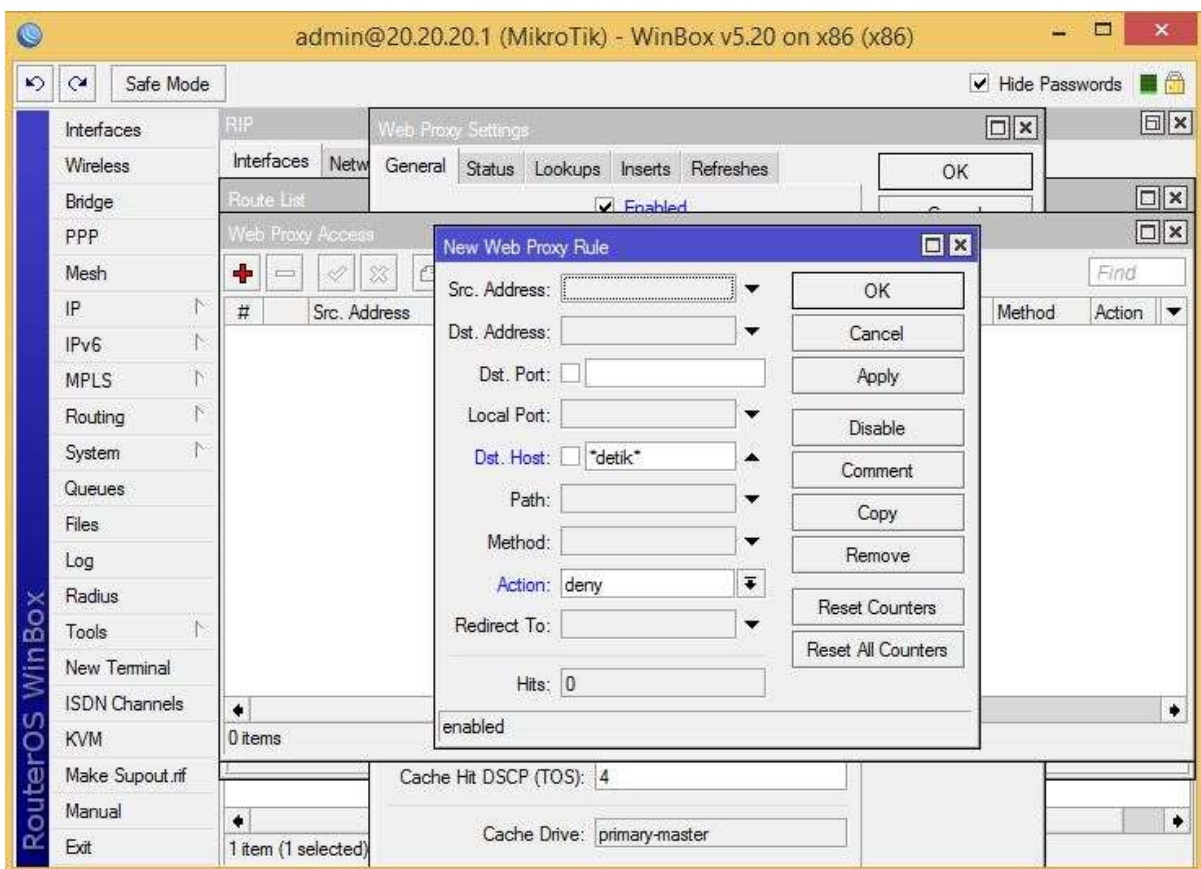 admin@20.20.20.1 (MikroTik) - WinBox v5.20 on x86 (x86)
Safe Mode
Hide Passwords
RouterOS WinBox
Interfaces
Wireless
Bridge
PPP
Mesh
IP
IPv6
MPLS
Routing
System
Queues
Files
Log
Radius
Tools
New Terminal
ISDN Channels
KVM
Make Supout.rif
Manual
Exit
RIP
Interfaces Netw
Route List
Web Proxy Settings
General Status Lookups Inserts Refreshes
OK
Enabled
Web Proxy Access
Find
# Src. Address Method Action
0 items
New Web Proxy Rule
Src. Address:
Dst. Address:
Dst. Port:
Local Port:
Dst. Host: *detik*
Path:
Method:
Action: deny
Redirect To:
Hits: 0
enabled
OK
Cancel
Apply
Disable
Comment
Copy
Remove
Reset Counters
Reset All Counters
Cache Hit DSCP (TOS): 4
Cache Drive: primary-master
1 item (1 selected)